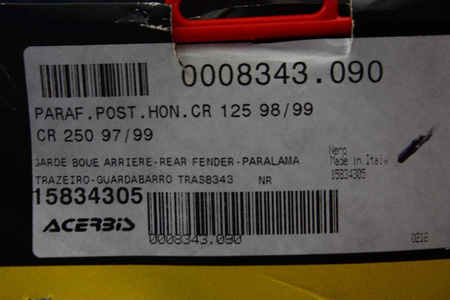 0008343.090
PARAF.POST.HON.CR 125 98/99
CR 250 97/99
GARDE BOUE ARRIERE-REAR FENDER-PARALAMA
TRAZEIRO-GUARDABARRO TRAS8343 NR
Nero
Made in Italy
15834305
15834305
ACERBIS
0008343.090
0212